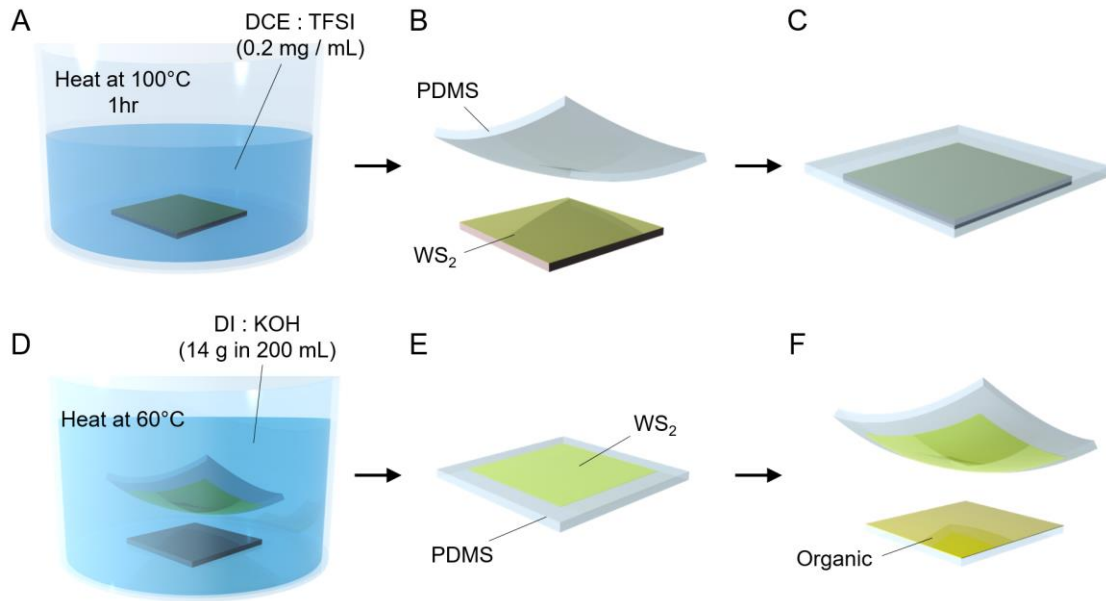 A
DCE : TFSI
(0.2 mg / mL)
Heat at 100°C
1hr
B
PDMS
WS₂
C
D
DI : KOH
(14 g in 200 mL)
Heat at 60°C
E
WS₂
PDMS
F
Organic